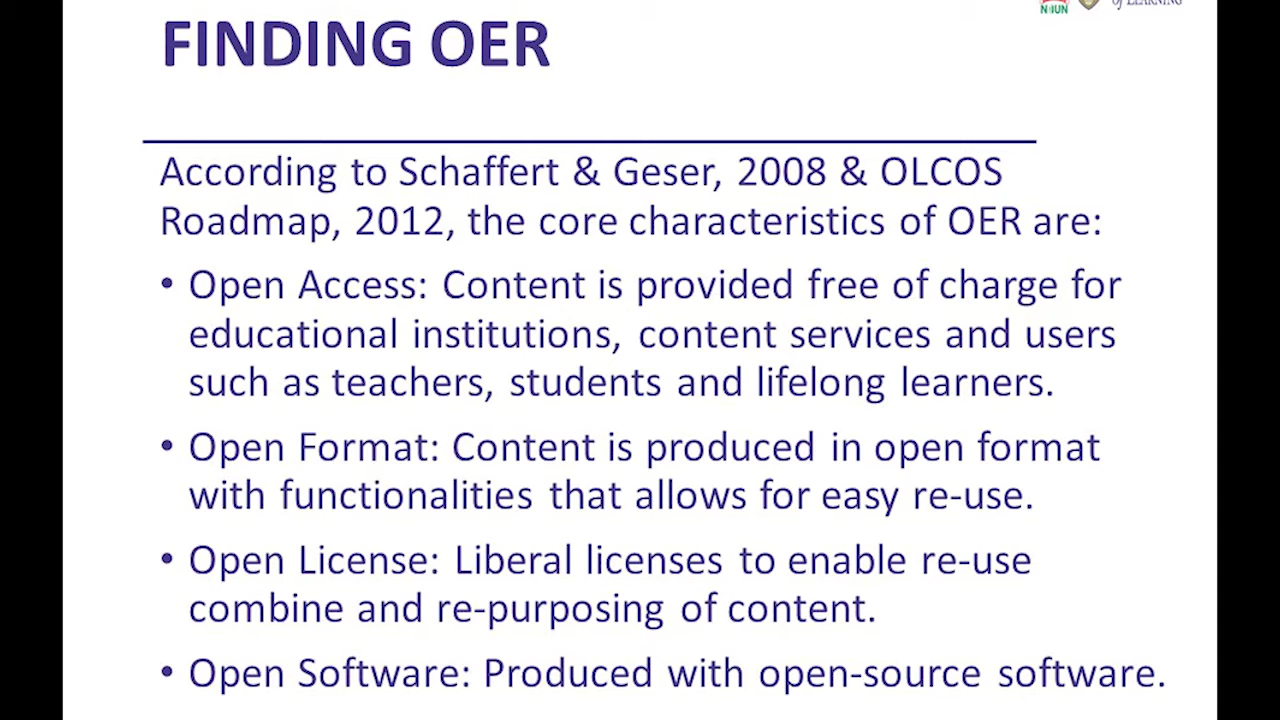 NOUN
of LEARNING
FINDING OER
According to Schaffert & Geser, 2008 & OLCOS
Roadmap, 2012, the core characteristics of OER are:
• Open Access: Content is provided free of charge for
educational institutions, content services and users
such as teachers, students and lifelong learners.
• Open Format: Content is produced in open format
with functionalities that allows for easy re-use.
• Open License: Liberal licenses to enable re-use
combine and re-purposing of content.
• Open Software: Produced with open-source software.